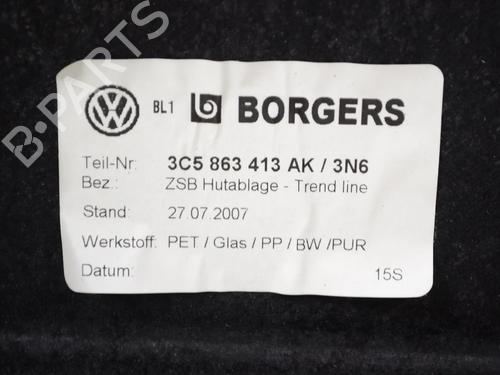 BL1 BORGERS
Teil-Nr: 3C5 863 413 AK / 3N6
Bez.: ZSB Hutablage - Trend line
Stand: 27.07.2007
Werkstoff: PET / Glas / PP / BW /PUR
Datum: 15S
B-PARTS